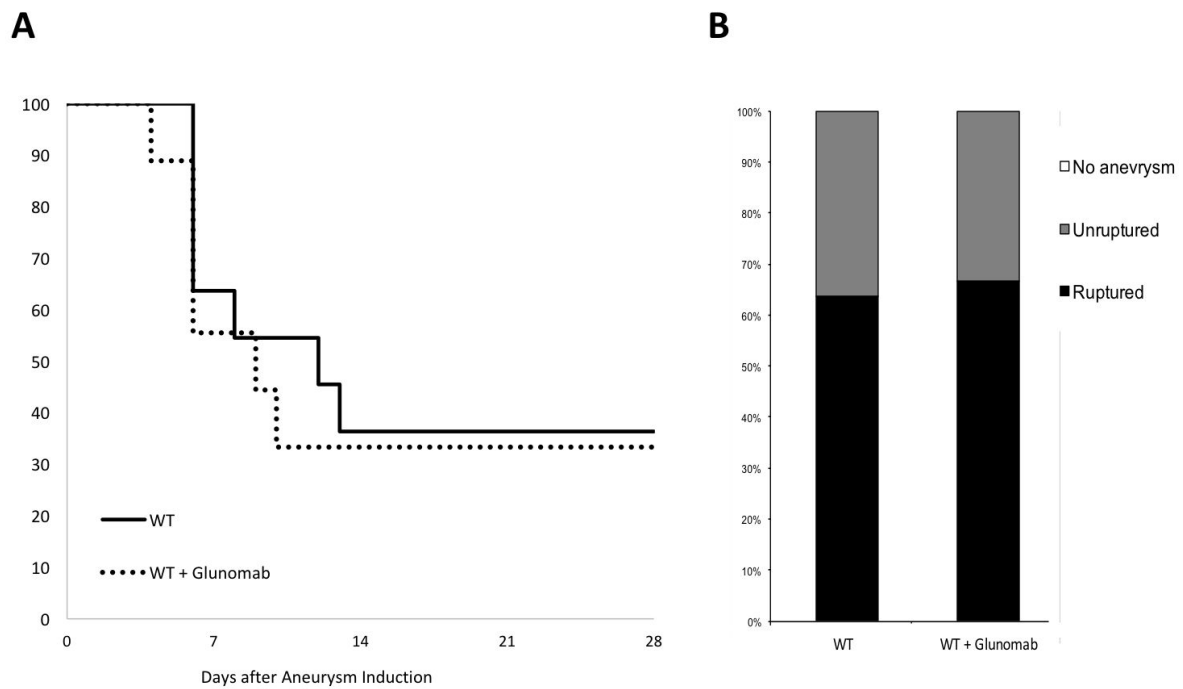 A
100
90
80
70
60
50
40
30
20
10
0
WT
WT + Glunomab
0 7 14 21 28
Days after Aneurysm Induction
B
100%
90%
80%
70%
60%
50%
40%
30%
20%
10%
0%
WT WT + Glunomab
No anevrysm
Unruptured
Ruptured